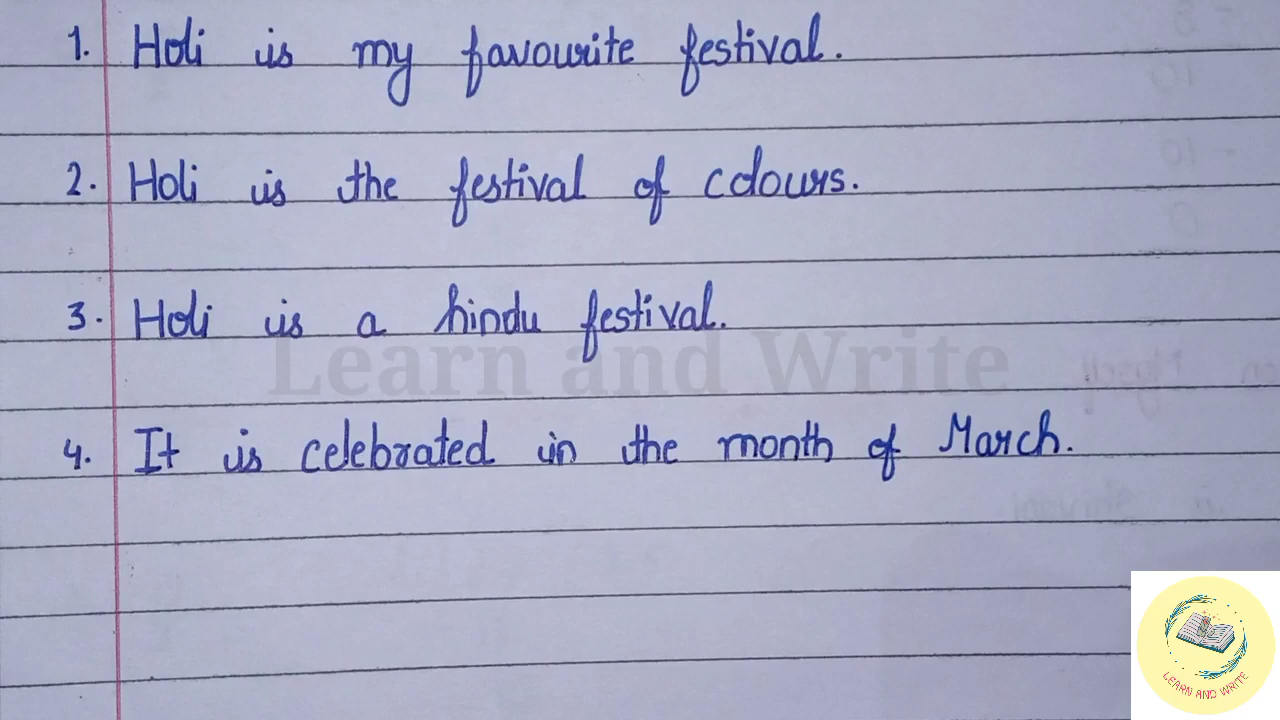 1. Holi is my favourite festival.
2. Holi is the festival of colours.
3. Holi is a hindu festival.
Learn and Write
4. It is celebrated in the month of March.
LEARN AND WRITE